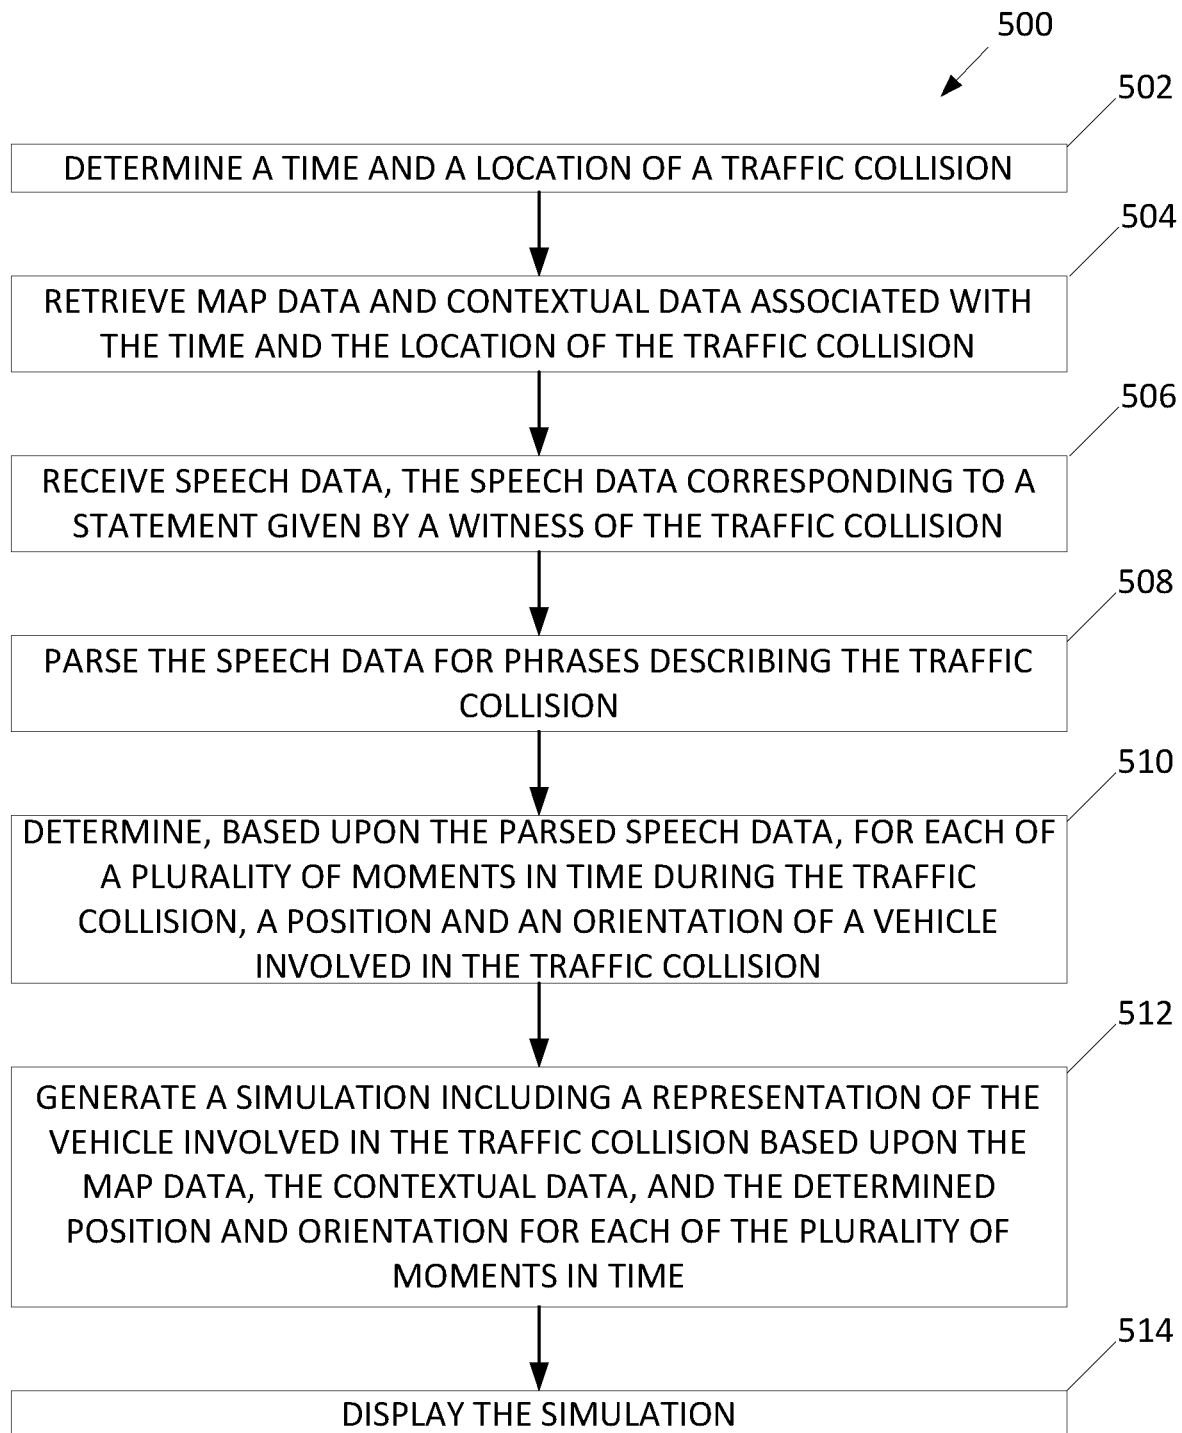 500
502
DETERMINE A TIME AND A LOCATION OF A TRAFFIC COLLISION
504
RETRIEVE MAP DATA AND CONTEXTUAL DATA ASSOCIATED WITH
THE TIME AND THE LOCATION OF THE TRAFFIC COLLISION
506
RECEIVE SPEECH DATA, THE SPEECH DATA CORRESPONDING TO A
STATEMENT GIVEN BY A WITNESS OF THE TRAFFIC COLLISION
508
PARSE THE SPEECH DATA FOR PHRASES DESCRIBING THE TRAFFIC
COLLISION
510
DETERMINE, BASED UPON THE PARSED SPEECH DATA, FOR EACH OF
A PLURALITY OF MOMENTS IN TIME DURING THE TRAFFIC
COLLISION, A POSITION AND AN ORIENTATION OF A VEHICLE
INVOLVED IN THE TRAFFIC COLLISION
512
GENERATE A SIMULATION INCLUDING A REPRESENTATION OF THE
VEHICLE INVOLVED IN THE TRAFFIC COLLISION BASED UPON THE
MAP DATA, THE CONTEXTUAL DATA, AND THE DETERMINED
POSITION AND ORIENTATION FOR EACH OF THE PLURALITY OF
MOMENTS IN TIME
514
DISPLAY THE SIMULATION